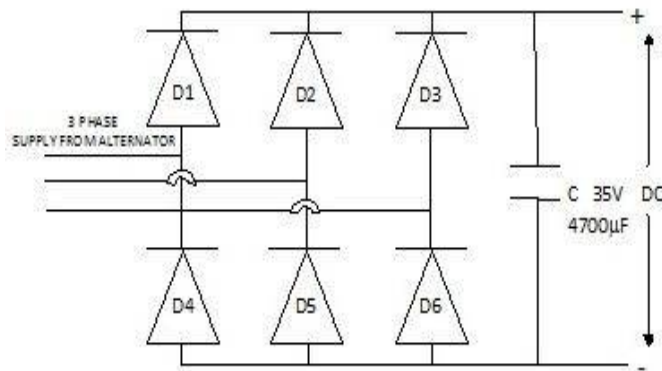 +
D1 D2 D3
3 PHASE
SUPPLY FROM ALTERNATOR
C 35V DC
4700µF
D4 D5 D6
-